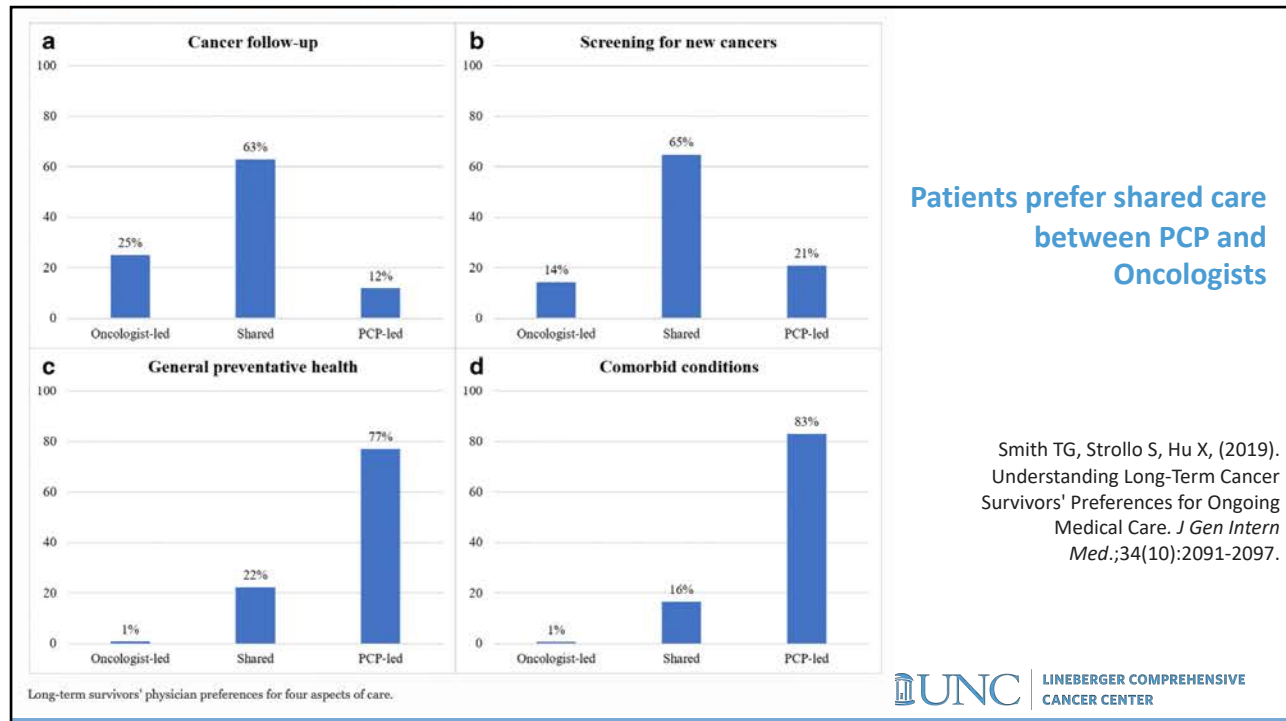 a
Cancer follow-up
100
80
60
40
20
0
25%
63%
12%
Oncologist-led
Shared
PCP-led
b
Screening for new cancers
100
80
60
40
20
0
14%
65%
21%
Oncologist-led
Shared
PCP-led
c
General preventative health
100
80
60
40
20
0
1%
22%
77%
Oncologist-led
Shared
PCP-led
d
Comorbid conditions
100
80
60
40
20
0
1%
16%
83%
Oncologist-led
Shared
PCP-led
Long-term survivors' physician preferences for four aspects of care.
Patients prefer shared care
between PCP and
Oncologists
Smith TG, Strollo S, Hu X, (2019).
Understanding Long-Term Cancer
Survivors' Preferences for Ongoing
Medical Care. J Gen Intern
Med.;34(10):2091-2097.
UNC
LINEBERGER COMPREHENSIVE
CANCER CENTER